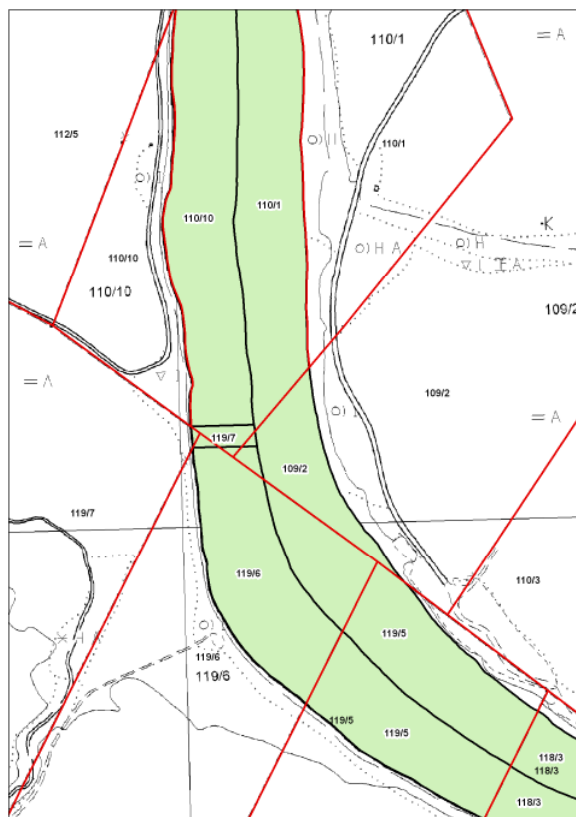 110/1
= A
112/5
110/1
O) II
O)
110/10
110/1
K
= A
O) H A
O) H
110/10
I E A
110/10
109/2
= A
109/2
O)
= A
119/7
109/2
119/7
119/6
110/3
119/5
O)
119/6
119/6
119/5
119/5
118/3
118/3
118/3